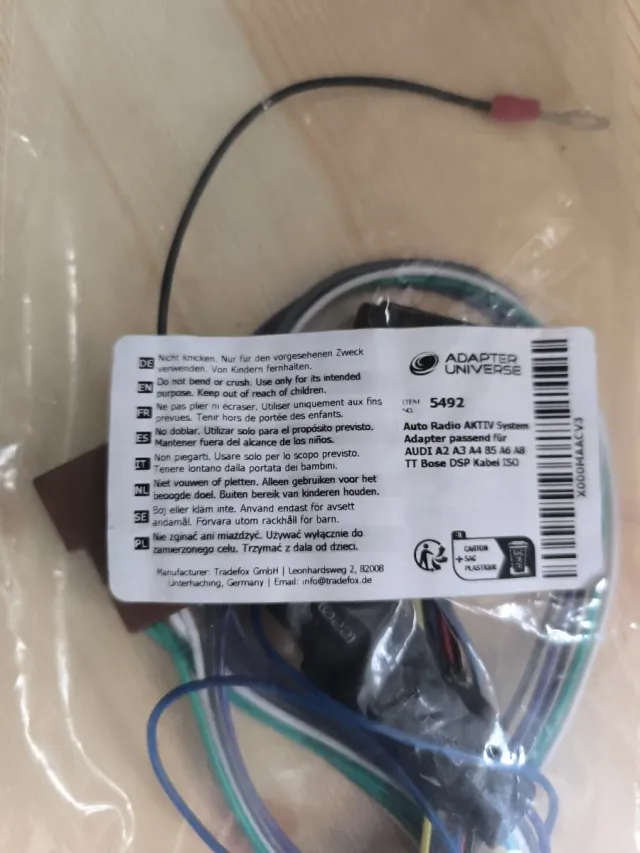 DE Nicht knicken. Nur für den vorgesehenen Zweck
verwenden. Von Kindern fernhalten.
EN Do not bend or crush. Use only for its intended
purpose. Keep out of reach of children.
FR Ne pas plier ni écraser. Utiliser uniquement aux fins
prévues. Tenir hors de portée des enfants.
ES No doblar. Utilizar solo para el propósito previsto.
Mantener fuera del alcance de los niños.
IT Non piegarti. Usare solo per lo scopo previsto.
Tenere lontano dalla portata dei bambini.
NL Niet vouwen of pletten. Alleen gebruiken voor het
beoogde doel. Buiten bereik van kinderen houden.
SE Böj eller kläm inte. Använd endast för avsett
ändamål. Förvara utom räckhåll för barn.
PL Nie zginać ani miażdżyć. Używać wyłącznie do
zamierzonego celu. Trzymać z dala od dzieci.
Manufacturer: Tradefox GmbH | Leonhardsweg 2, 82008
Unterhaching, Germany | Email: info@tradefox.de
ADAPTER
UNIVERSE
ITEM
NO. 5492
Auto Radio AKTIV System
Adapter passend für
AUDI A2 A3 A4 B5 A6 A8
TT Bose DSP Kabel ISO
CARTON
+ SAC
PLASTIQUE
X000MAACV3